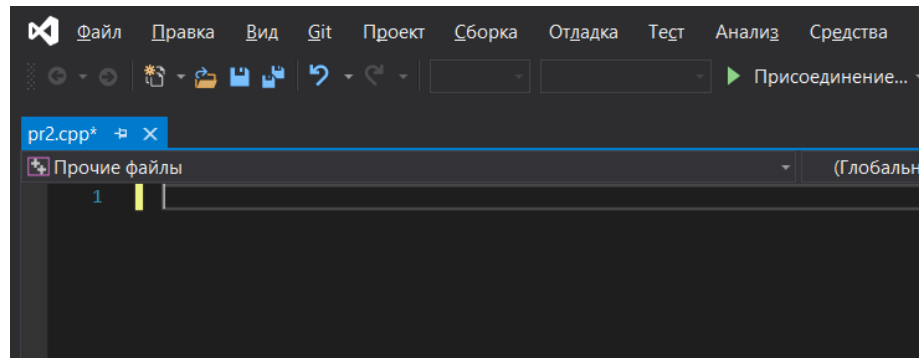 Файл Правка Вид Git Проект Сборка Отладка Тест Анализ Средства
Присоединение...
pr2.cpp*
Прочие файлы (Глобальн
1